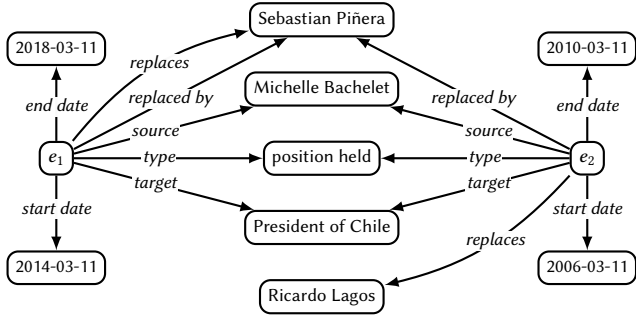 Sebastian Piñera
2018-03-11
2010-03-11
replaces
Michelle Bachelet
end date
replaced by
replaced by
end date
source
source
e1
type
position held
type
e2
target
target
start date
President of Chile
start date
replaces
2014-03-11
2006-03-11
Ricardo Lagos